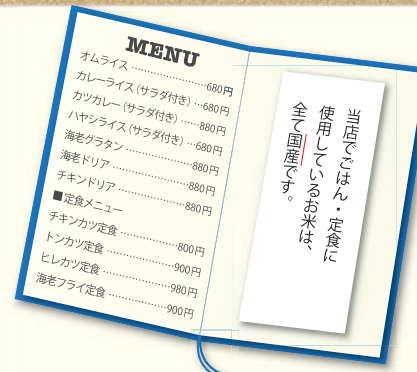 MENU
オムライス ……………… 680円
カレーライス（サラダ付き）…680円
カツカレー（サラダ付き）……880円
ハヤシライス（サラダ付き）…680円
海老グラタン ……………880円
海老ドリア ………………880円
チキンドリア ……………880円
■定食メニュー
チキンカツ定食 …………800円
トンカツ定食 ……………900円
ヒレカツ定食 ……………980円
海老フライ定食 …………900円
当店でごはん・定食に
使用しているお米は、
全て国産です。